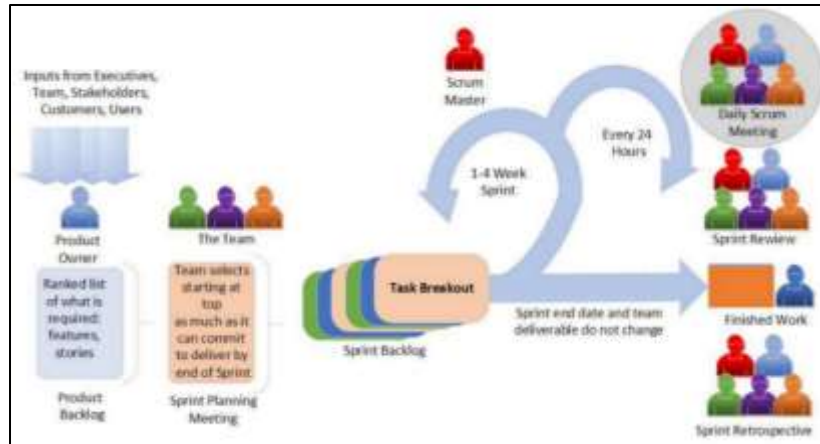 Inputs from Executives,
Team, Stakeholders,
Customers, Users
Product
Owner
Ranked list
of what is
required:
features,
stories
Product
Backlog
The Team
Team selects
starting at
top
as much as it
can commit
to deliver by
end of Sprint
Sprint Planning
Meeting
Task Breakout
Sprint Backlog
Scrum
Master
1-4 Week
Sprint
Every 24
Hours
Sprint end date and team
deliverable do not change
Daily Scrum
Meeting
Sprint Rewiew
Finished Work
Sprint Retrospective